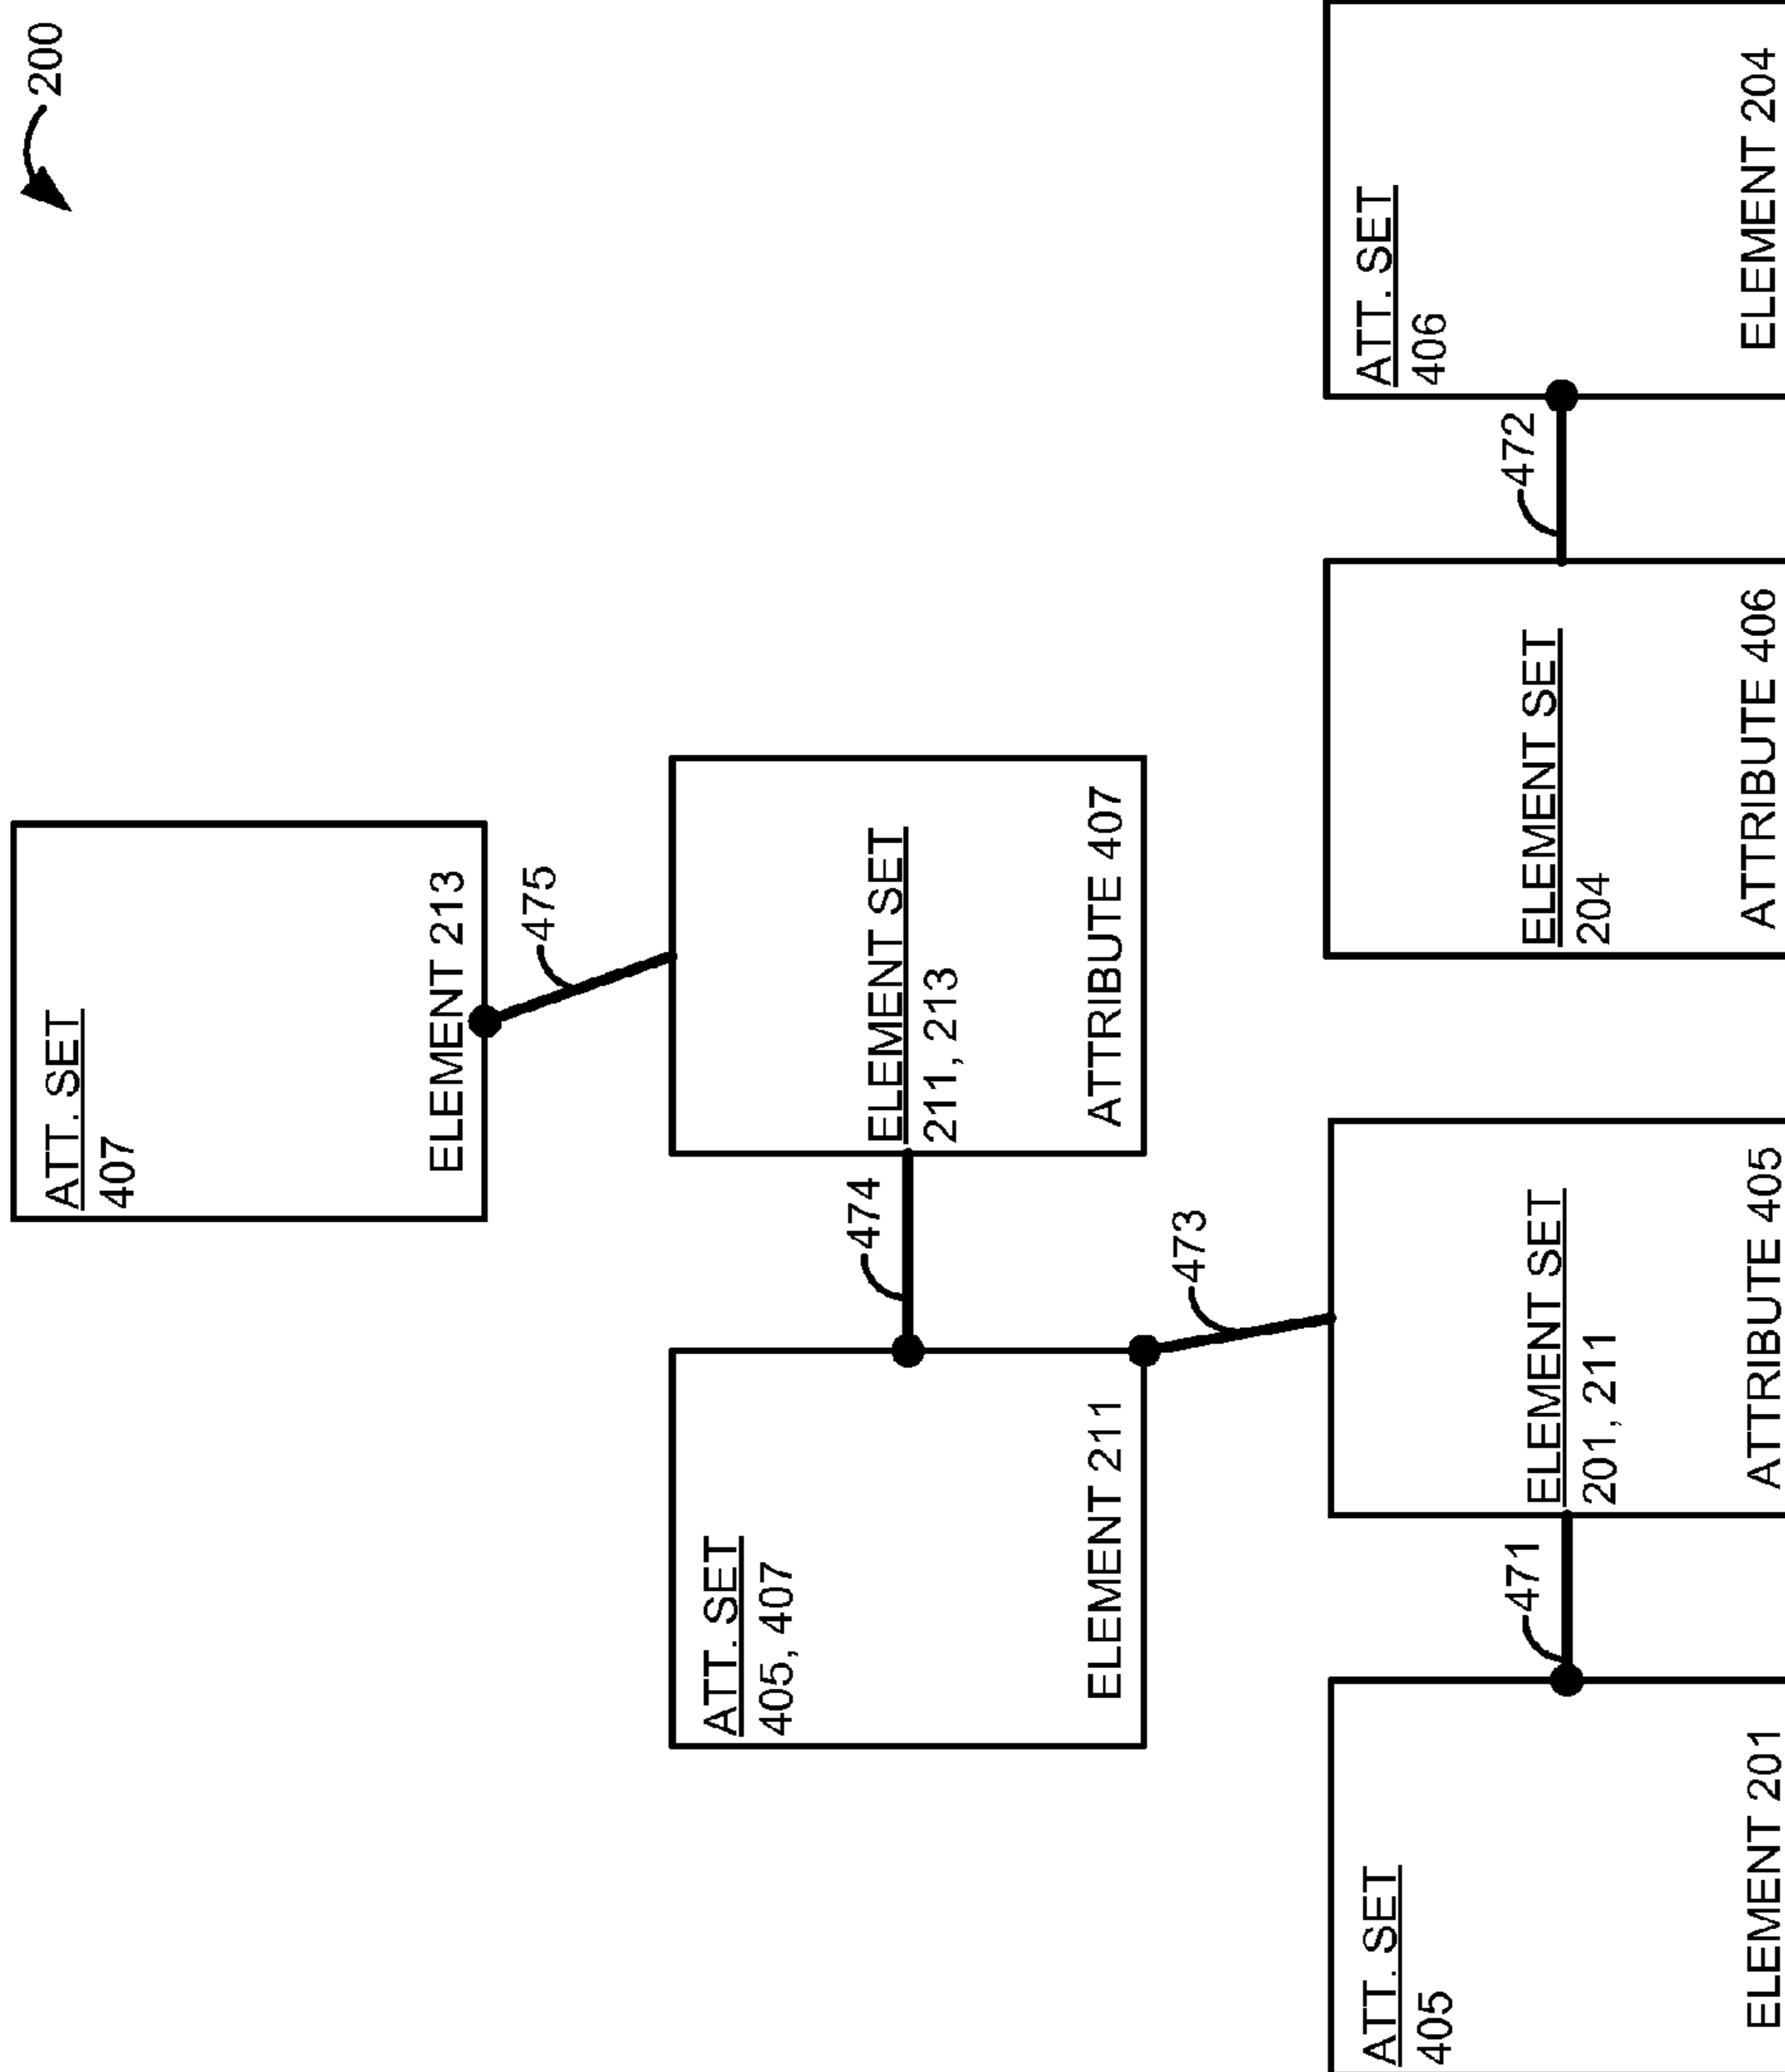 200
ATT. SET
407
ELEMENT 213
475
ATT. SET
405, 407
ELEMENT 211
474
ELEMENT SET
211, 213
ATTRIBUTE 407
473
ATT. SET
405
ELEMENT 201
471
ELEMENT SET
201, 211
ATTRIBUTE 405
ELEMENT SET
204
ATTRIBUTE 406
472
ATT. SET
406
ELEMENT 204